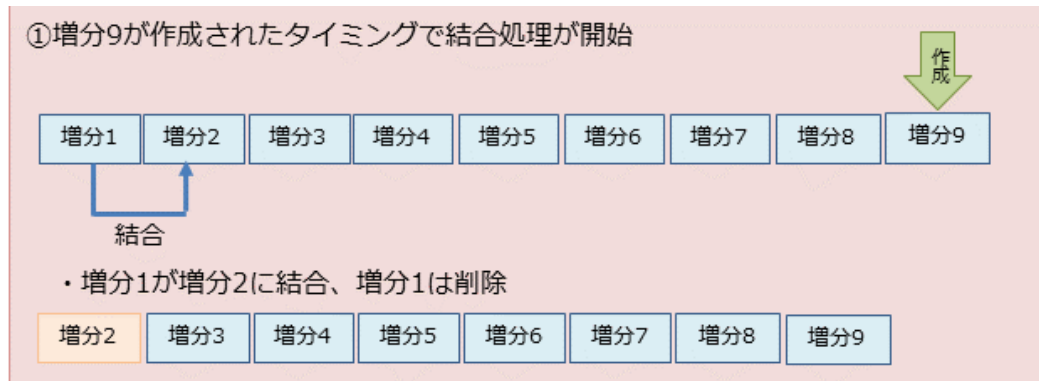 ①増分9が作成されたタイミングで結合処理が開始
作成
増分1 増分2 増分3 増分4 増分5 増分6 増分7 増分8 増分9
結合
・増分1が増分2に結合、増分1は削除
増分2 増分3 増分4 増分5 増分6 増分7 増分8 増分9